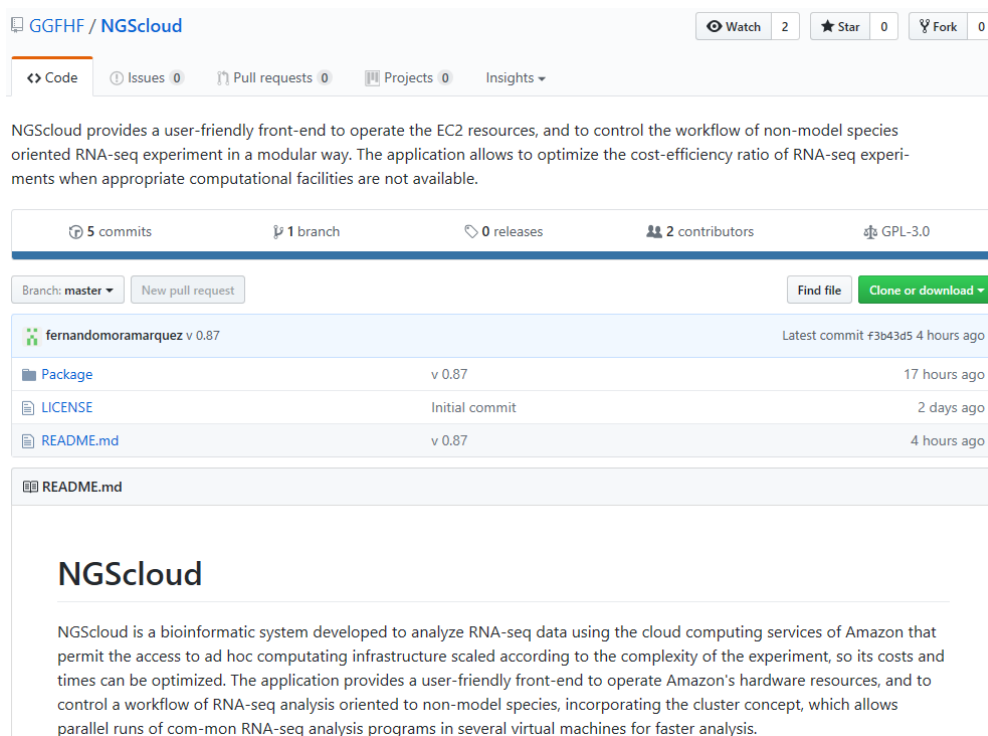 GGFHF / NGScloud
Watch 2 Star 0 Fork 0
Code Issues 0 Pull requests 0 Projects 0 Insights
NGScloud provides a user-friendly front-end to operate the EC2 resources, and to control the workflow of non-model species
oriented RNA-seq experiment in a modular way. The application allows to optimize the cost-efficiency ratio of RNA-seq experi-
ments when appropriate computational facilities are not available.
5 commits 1 branch 0 releases 2 contributors GPL-3.0
Branch: master New pull request Find file Clone or download
fernandomoramarquez v 0.87 Latest commit f3b43d5 4 hours ago
Package v 0.87 17 hours ago
LICENSE Initial commit 2 days ago
README.md v 0.87 4 hours ago
README.md
NGScloud
NGScloud is a bioinformatic system developed to analyze RNA-seq data using the cloud computing services of Amazon that
permit the access to ad hoc computating infrastructure scaled according to the complexity of the experiment, so its costs and
times can be optimized. The application provides a user-friendly front-end to operate Amazon's hardware resources, and to
control a workflow of RNA-seq analysis oriented to non-model species, incorporating the cluster concept, which allows
parallel runs of com-mon RNA-seq analysis programs in several virtual machines for faster analysis.